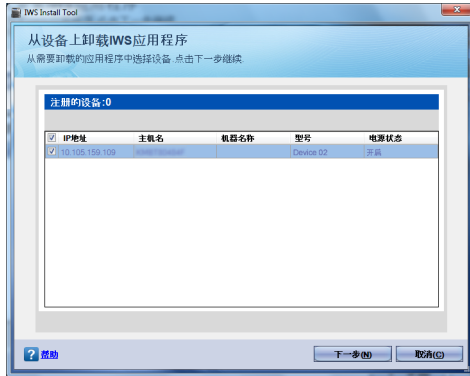 IWS Install Tool
从设备上卸载IWS应用程序
从需要卸载的应用程序中选择设备.点击下一步继续.
注册的设备:0
IP地址 主机名 机器名称 型号 电源状态
10.105.159.109 Device 02 开启
帮助 下一步(N) 取消(C)